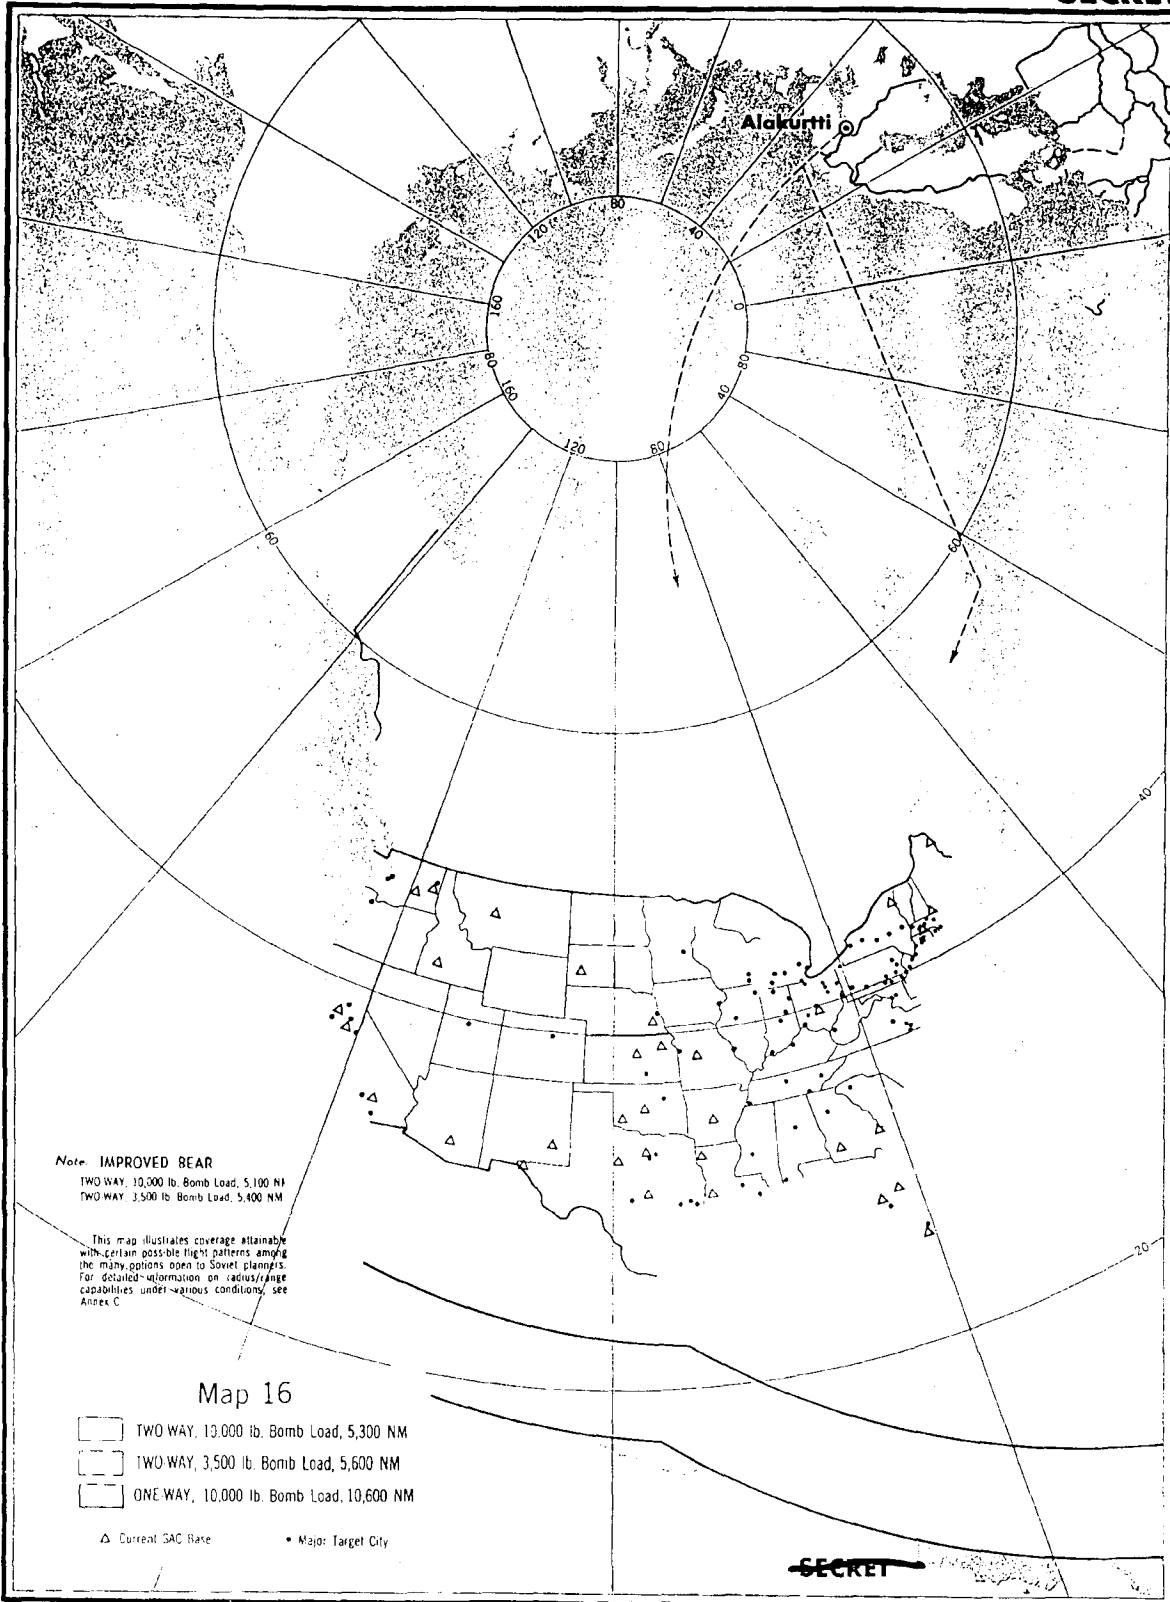 SECRET
Alakurtti
80
120
40
160
0
80
80
160
40
120
80
60
60
40
20
Note: IMPROVED BEAR
TWO WAY, 10,000 lb. Bomb Load, 5,100 NM
TWO-WAY, 3,500 lb. Bomb Load, 5,400 NM
This map illustrates coverage attainable
with certain possible flight patterns among
the many options open to Soviet planners.
For detailed information on radius/range
capabilities under various conditions, see
Annex C
Map 16
TWO WAY, 10,000 lb. Bomb Load, 5,300 NM
TWO-WAY, 3,500 lb. Bomb Load, 5,600 NM
ONE-WAY, 10,000 lb. Bomb Load, 10,600 NM
Current SAC Base
Major Target City
SECRET